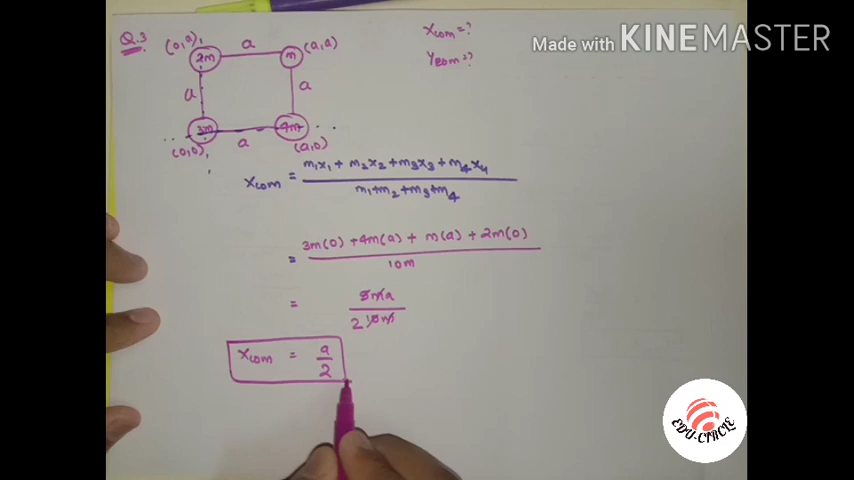 Q.3
(0,a), a (a,a)
2m m
a a
3m 4m
(0,0), a (a,0)
Xcom=?
Ycom=?
Made with KINEMASTER
Xcom = m₁x₁ + m₂x₂ + m₃x₃ + m₄x₄
m₁+m₂+m₃+m₄
= 3m(0) + 4m(a) + m(a) + 2m(0)
10m
= 5ma
2 10m
Xcom = a
2
EDU-CIRCLE